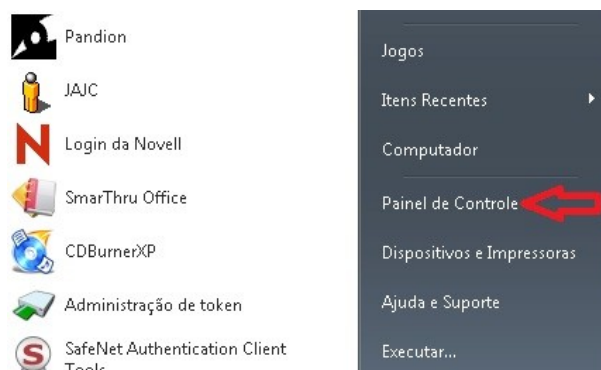 Pandion
JAJC
Login da Novell
SmarThru Office
CDBurnerXP
Administração de token
SafeNet Authentication Client
Tools
Jogos
Itens Recentes
Computador
Painel de Controle
Dispositivos e Impressoras
Ajuda e Suporte
Executar...